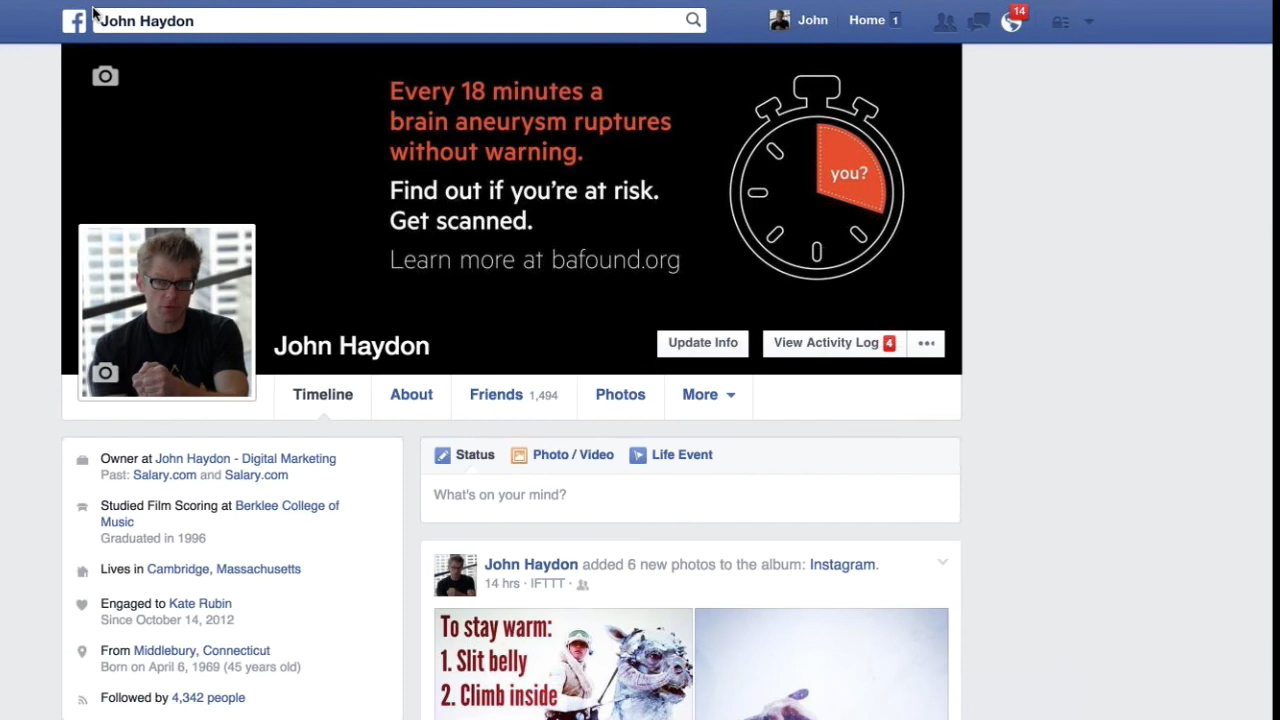 f John Haydon John Home 1 14
Every 18 minutes a
brain aneurysm ruptures
without warning.
you?
Find out if you're at risk.
Get scanned.
Learn more at bafound.org
John Haydon
Update Info View Activity Log 4 •••
Timeline About Friends 1,494 Photos More
Owner at John Haydon - Digital Marketing
Past: Salary.com and Salary.com
Studied Film Scoring at Berklee College of
Music
Graduated in 1996
Lives in Cambridge, Massachusetts
Engaged to Kate Rubin
Since October 14, 2012
From Middlebury, Connecticut
Born on April 6, 1969 (45 years old)
Followed by 4,342 people
Status Photo / Video Life Event
What's on your mind?
John Haydon added 6 new photos to the album: Instagram.
14 hrs · IFTTT ·
To stay warm:
1. Slit belly
2. Climb inside